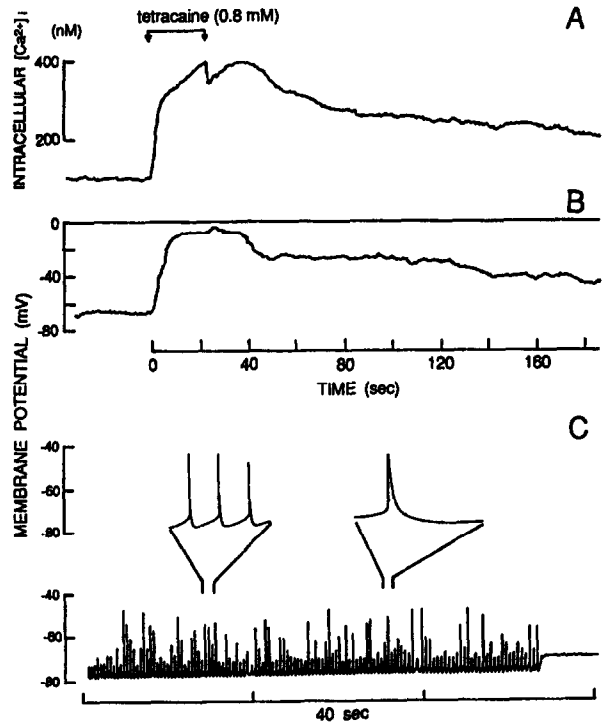 tetracaine (0.8 mM)
A
(nM)
INTRACELLULAR [Ca²⁺]i
400
200
B
0
-40
-80
MEMBRANE POTENTIAL (mV)
0 40 80 120 160
TIME (sec)
C
-40
-60
-80
-40
-60
-80
40 sec